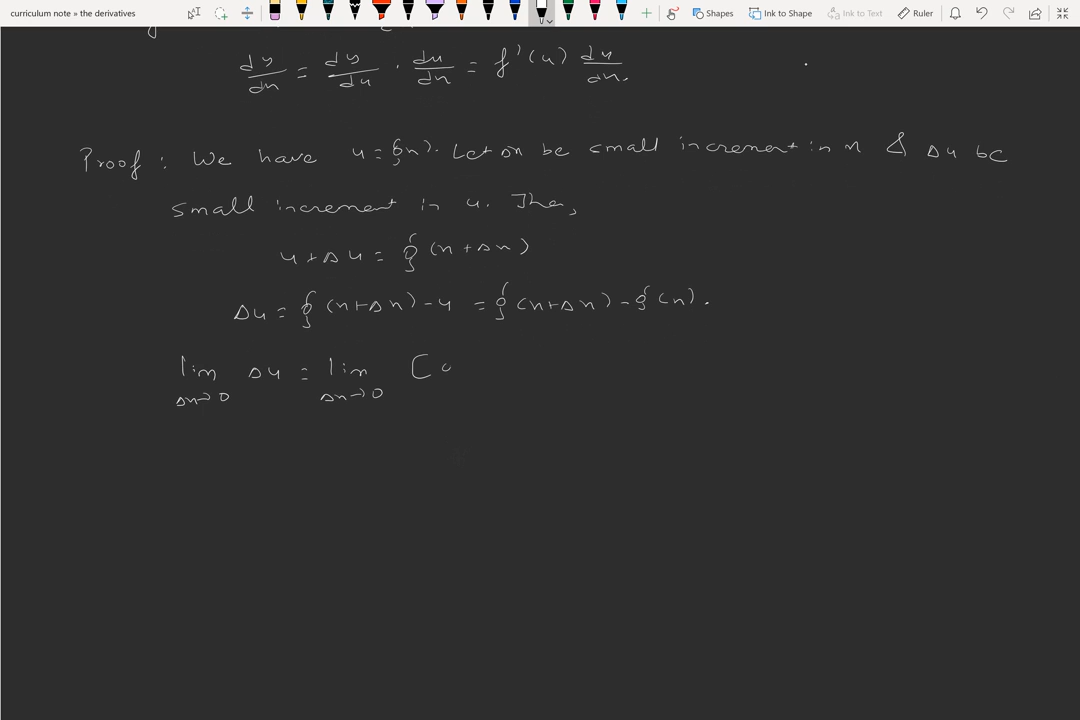 curriculum note » the derivatives
Shapes Ink to Shape Ink to Text Ruler
dy/dx = dy/du · du/dx = f'(u) du/dx.
Proof : We have u = g(x). Let Δx be small increment in x & Δu be
small increment in u. Then,
u + Δu = g(x + Δx)
Δu = g(x + Δx) - u = g(x + Δx) - g(x).
lim Δx→0 Δu = lim Δx→0 [